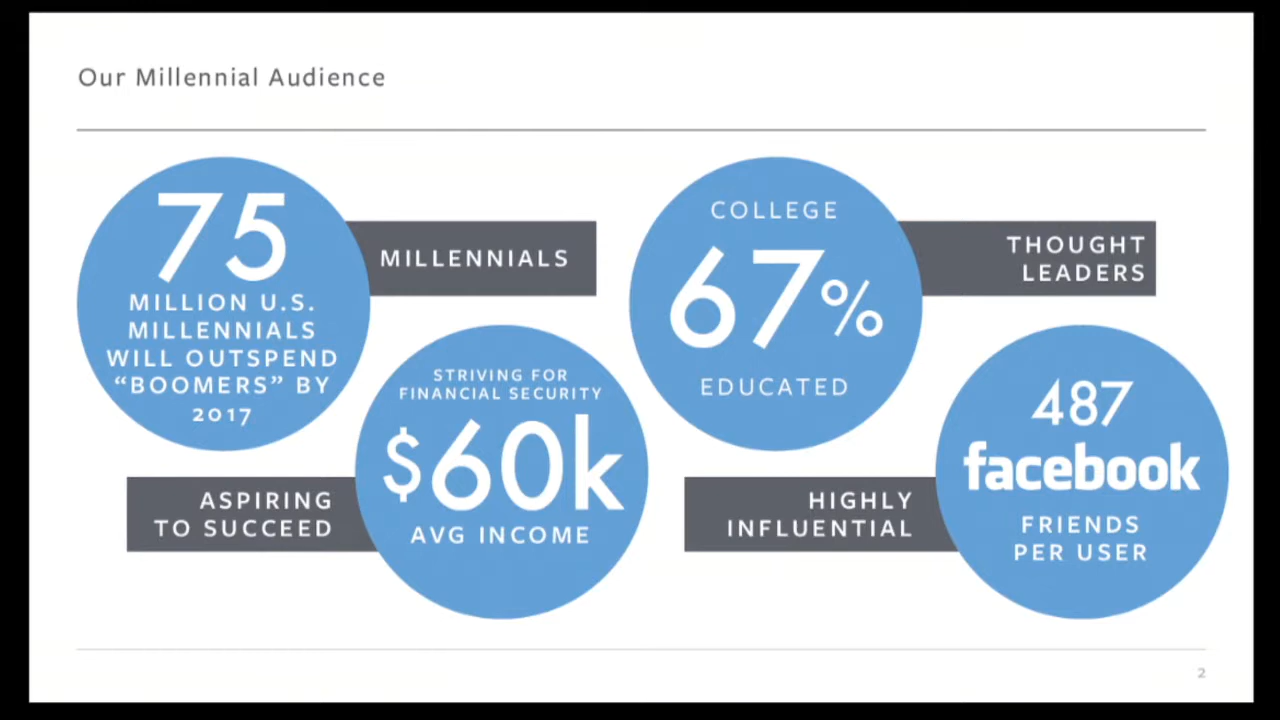 Our Millennial Audience
75
MILLION U.S.
MILLENNIALS
WILL OUTSPEND
“BOOMERS” BY
2017
MILLENNIALS
STRIVING FOR
FINANCIAL SECURITY
$60k
AVG INCOME
ASPIRING
TO SUCCEED
COLLEGE
67%
EDUCATED
THOUGHT
LEADERS
487
facebook
FRIENDS
PER USER
HIGHLY
INFLUENTIAL
2